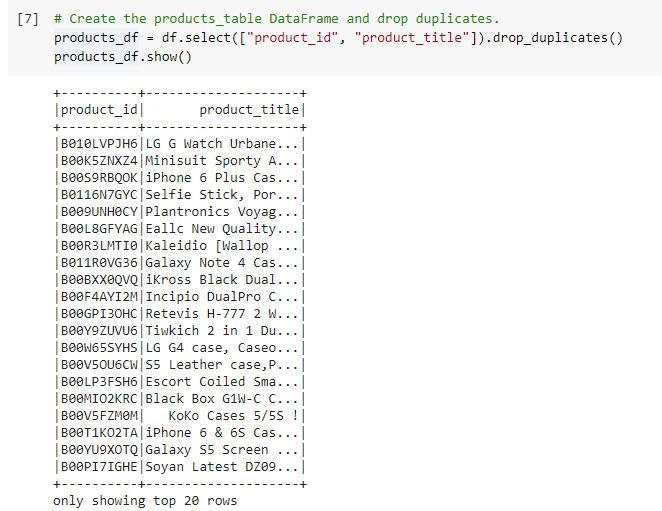 [7] # Create the products_table DataFrame and drop duplicates.
products_df = df.select(["product_id", "product_title"]).drop_duplicates()
products_df.show()
+----------+--------------------+
|product_id|       product_title|
+----------+--------------------+
|B010LVPJH6|LG G Watch Urbane...|
|B00K5ZNXZ4|Minisuit Sporty A...|
|B00S9RBQOK|iPhone 6 Plus Cas...|
|B0116N7GYC|Selfie Stick, Por...|
|B009UNH0CY|Plantronics Voyag...|
|B00L8GFYAG|Eallc New Quality...|
|B00R3LMTI0|Kaleidio [Wallop ...|
|B011R0VG36|Galaxy Note 4 Cas...|
|B00BXX0QVQ|iKross Black Dual...|
|B00F4AYI2M|Incipio DualPro C...|
|B00GPI3OHC|Retevis H-777 2 W...|
|B00Y9ZUVU6|Tiwkich 2 in 1 Du...|
|B00W65SYHS|LG G4 case, Caseo...|
|B00V5OU6CW|S5 Leather case,P...|
|B00LP3FSH6|Escort Coiled Sma...|
|B00MIO2KRC|Black Box G1W-C C...|
|B00V5FZM0M|   KoKo Cases 5/5S !|
|B00T1KO2TA|iPhone 6 & 6S Cas...|
|B00YU9XOTQ|Galaxy S5 Screen ...|
|B00PI7IGHE|Soyan Latest DZ09...|
+----------+--------------------+
only showing top 20 rows